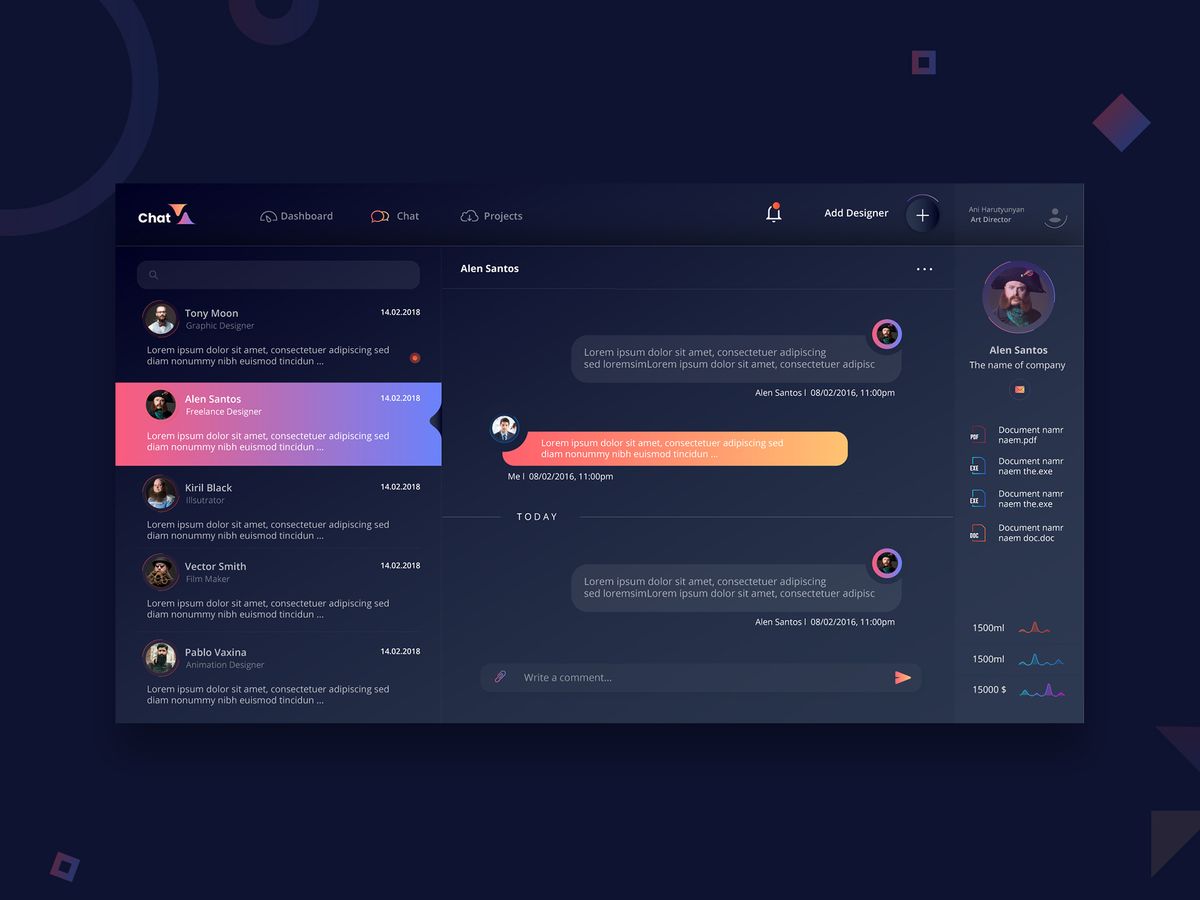 Chat
Dashboard
Chat
Projects
Add Designer
Ani Harutyunyan
Art Director
Tony Moon
14.02.2018
Graphic Designer
Lorem ipsum dolor sit amet, consectetuer adipiscing sed
diam nonummy nibh euismod tincidun ...
Alen Santos
14.02.2018
Freelance Designer
Lorem ipsum dolor sit amet, consectetuer adipiscing sed
diam nonummy nibh euismod tincidun ...
Kiril Black
14.02.2018
Illsutrator
Lorem ipsum dolor sit amet, consectetuer adipiscing sed
diam nonummy nibh euismod tincidun ...
Vector Smith
14.02.2018
Film Maker
Lorem ipsum dolor sit amet, consectetuer adipiscing sed
diam nonummy nibh euismod tincidun ...
Pablo Vaxina
14.02.2018
Animation Designer
Lorem ipsum dolor sit amet, consectetuer adipiscing sed
diam nonummy nibh euismod tincidun ...
Alen Santos
Lorem ipsum dolor sit amet, consectetuer adipiscing
sed loremsimLorem ipsum dolor sit amet, consectetuer adipisc
Alen Santos I 08/02/2016, 11:00pm
Lorem ipsum dolor sit amet, consectetuer adipiscing sed
diam nonummy nibh euismod tincidun ...
Me I 08/02/2016, 11:00pm
TODAY
Lorem ipsum dolor sit amet, consectetuer adipiscing
sed loremsimLorem ipsum dolor sit amet, consectetuer adipisc
Alen Santos I 08/02/2016, 11:00pm
Write a comment...
Alen Santos
The name of company
PDF
Document namr
naem.pdf
EXE
Document namr
naem the.exe
EXE
Document namr
naem the.exe
DOC
Document namr
naem doc.doc
1500ml
1500ml
15000 $